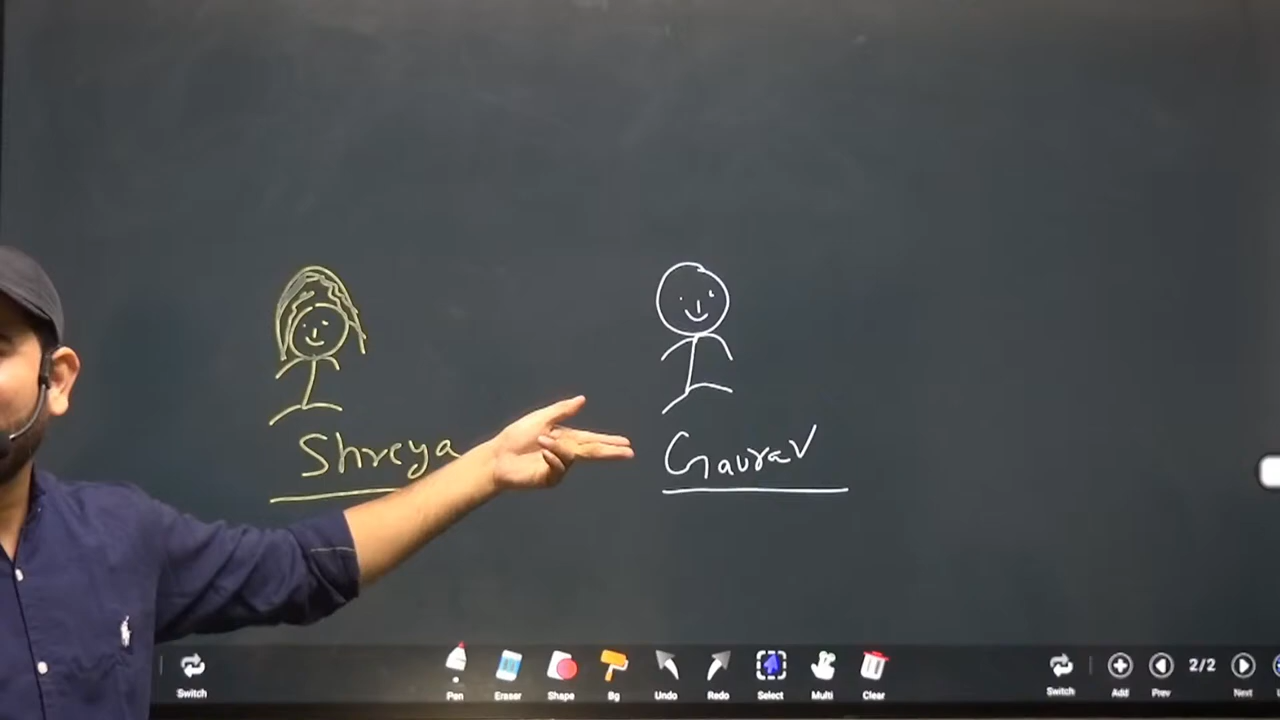 Shreya
Gaurav
Switch
Pen
Eraser
Shape
Bg
Undo
Redo
Select
Multi
Clear
Switch
Add
Prev
2/2
Next